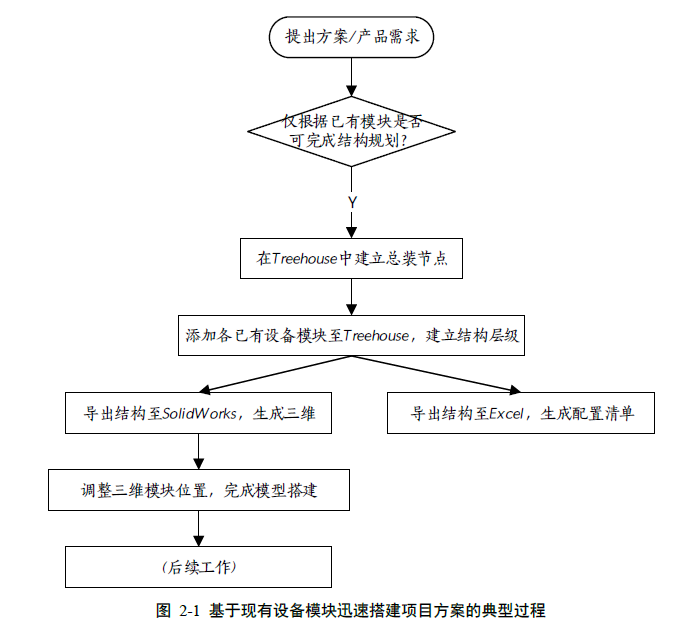 提出方案/产品需求
仅根据已有模块是否
可完成结构规划?
Y
在Treehouse中建立总装节点
添加各已有设备模块至Treehouse，建立结构层级
导出结构至SolidWorks，生成三维
导出结构至Excel，生成配置清单
调整三维模块位置，完成模型搭建
(后续工作)
图 2-1 基于现有设备模块迅速搭建项目方案的典型过程